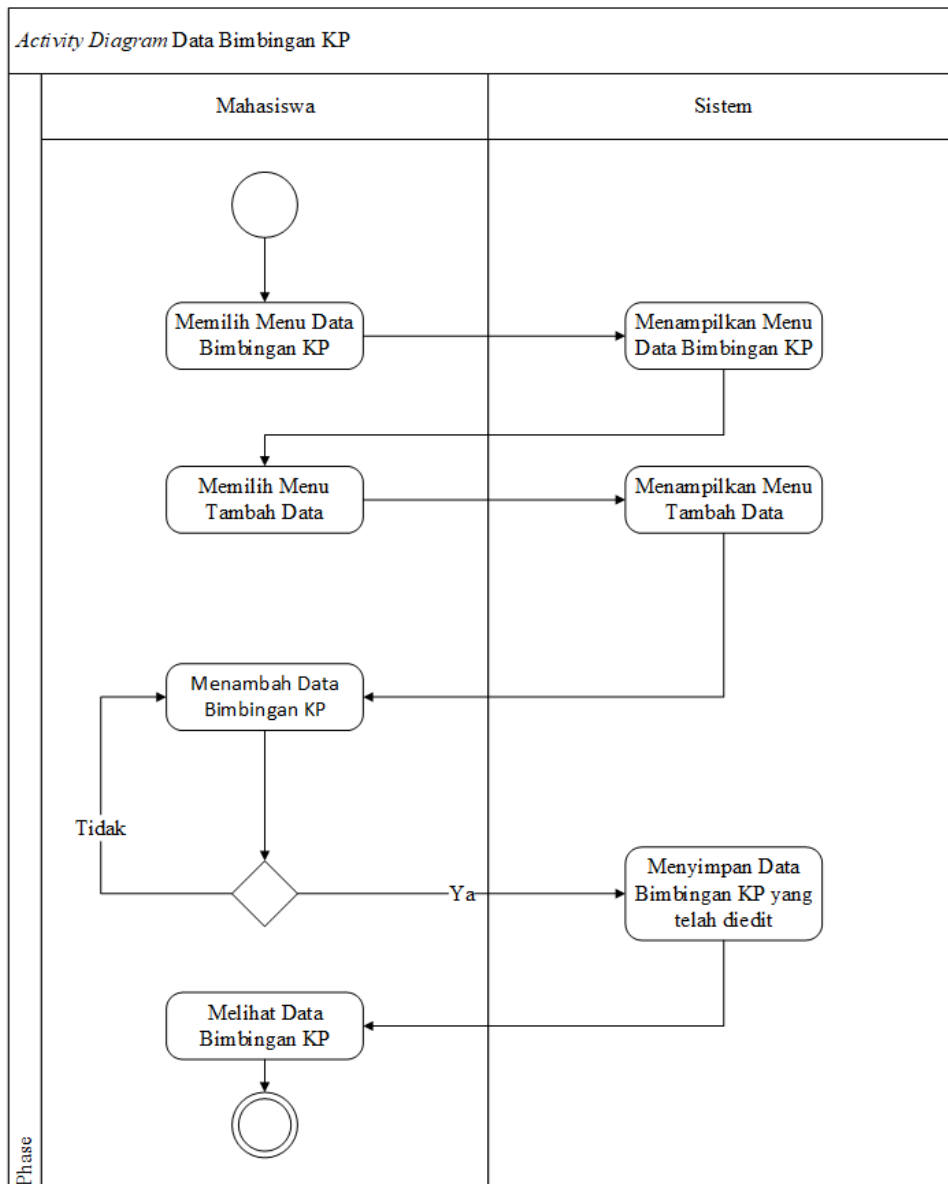 Activity Diagram Data Bimbingan KP
Mahasiswa
Sistem
Memilih Menu Data
Bimbingan KP
Menampilkan Menu
Data Bimbingan KP
Memilih Menu
Tambah Data
Menampilkan Menu
Tambah Data
Menambah Data
Bimbingan KP
Tidak
Ya
Menyimpan Data
Bimbingan KP yang
telah diedit
Melihat Data
Bimbingan KP
Phase